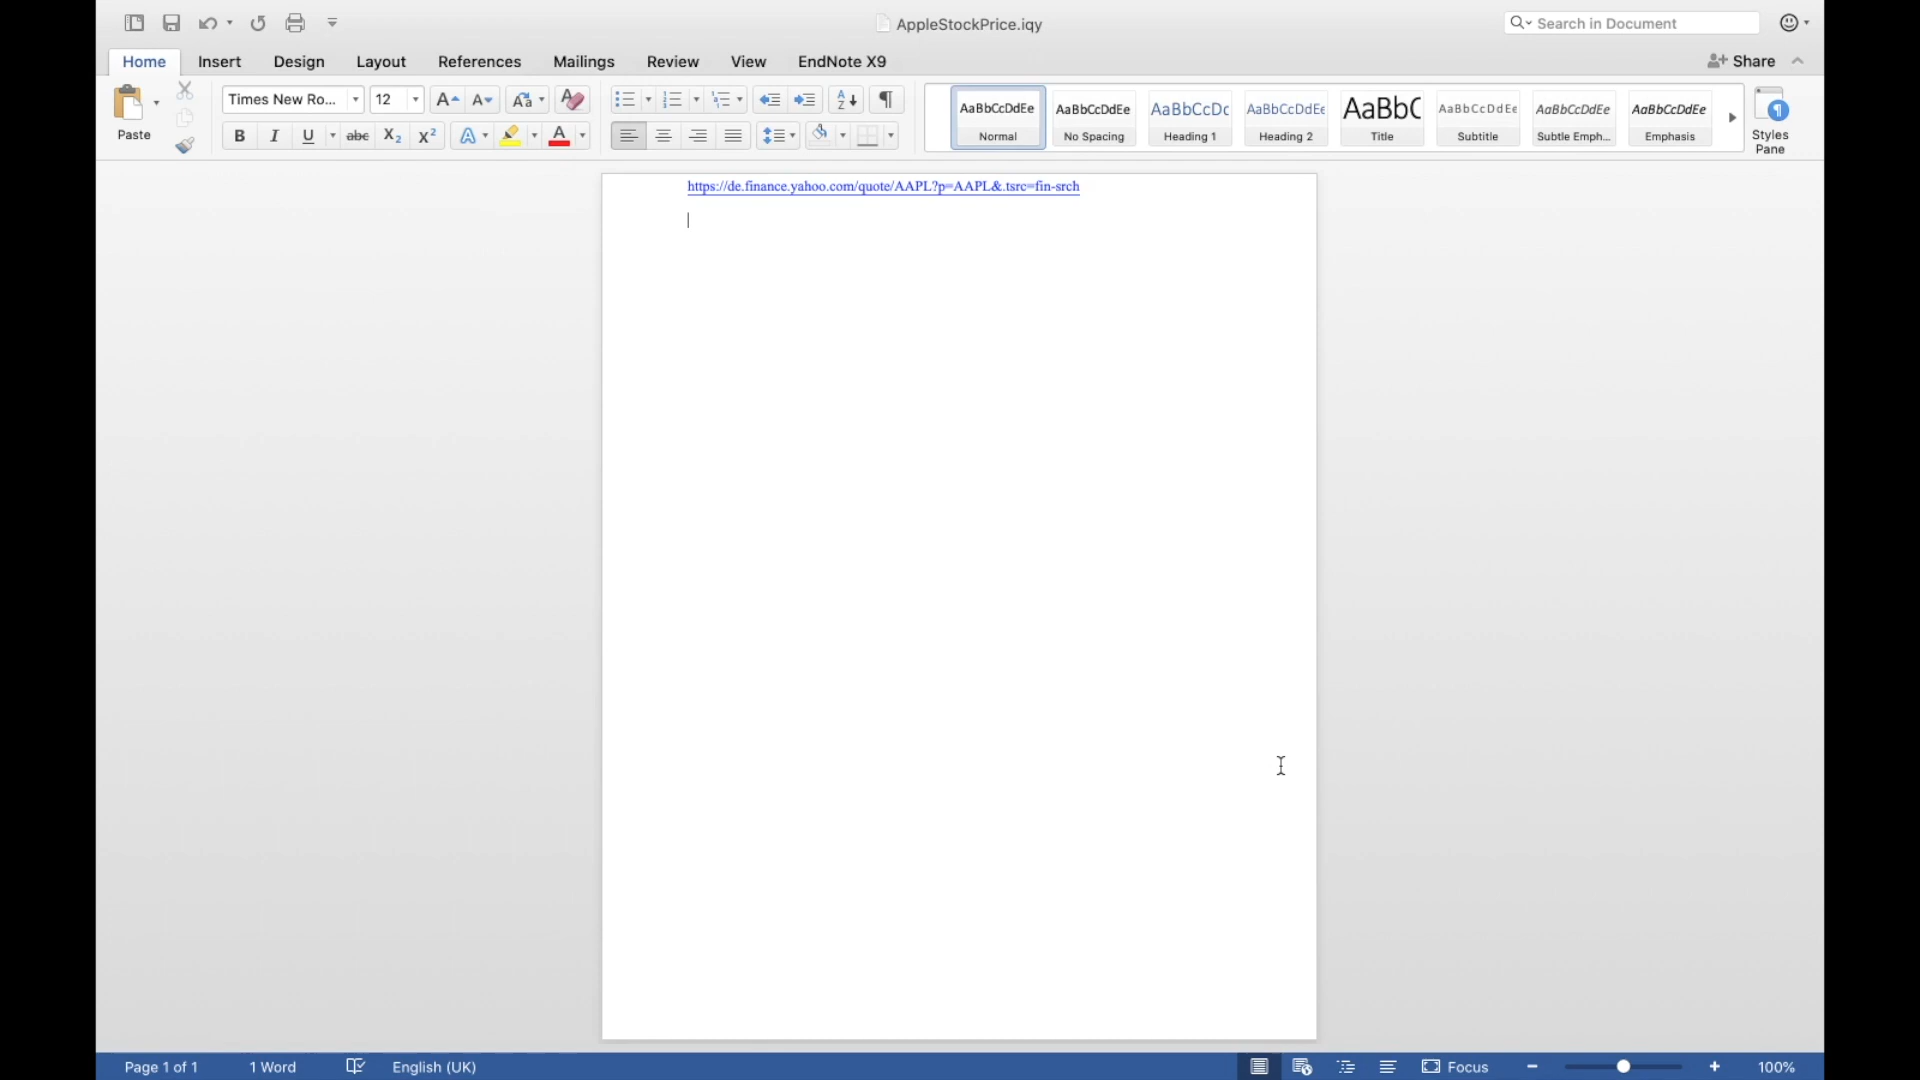 AppleStockPrice.iqy
Search in Document
Home Insert Design Layout References Mailings Review View EndNote X9 Share
Paste
Times New Ro... 12
AaBbCcDdEe AaBbCcDdEe AaBbCcDc AaBbCcDdEe AaBbC AaBbCcDdEe AaBbCcDdEe AaBbCcDdEe
Normal No Spacing Heading 1 Heading 2 Title Subtitle Subtle Emph... Emphasis
Styles
Pane
https://de.finance.yahoo.com/quote/AAPL?p=AAPL&.tsrc=fin-srch
Page 1 of 1 1 Word English (UK) Focus 100%